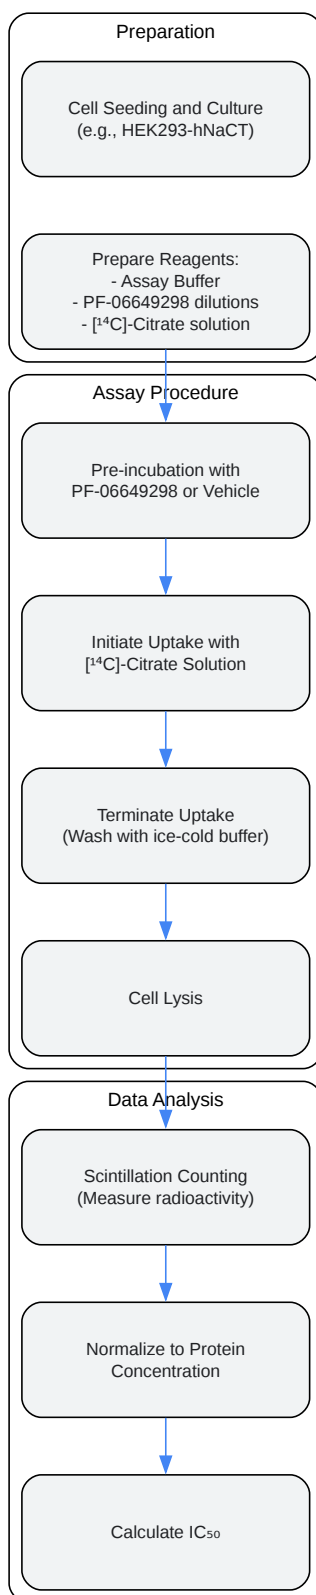 Preparation
Cell Seeding and Culture
(e.g., HEK293-hNaCT)
Prepare Reagents:
- Assay Buffer
- PF-06649298 dilutions
- [¹⁴C]-Citrate solution
Assay Procedure
Pre-incubation with
PF-06649298 or Vehicle
Initiate Uptake with
[¹⁴C]-Citrate Solution
Terminate Uptake
(Wash with ice-cold buffer)
Cell Lysis
Data Analysis
Scintillation Counting
(Measure radioactivity)
Normalize to Protein
Concentration
Calculate IC₅₀